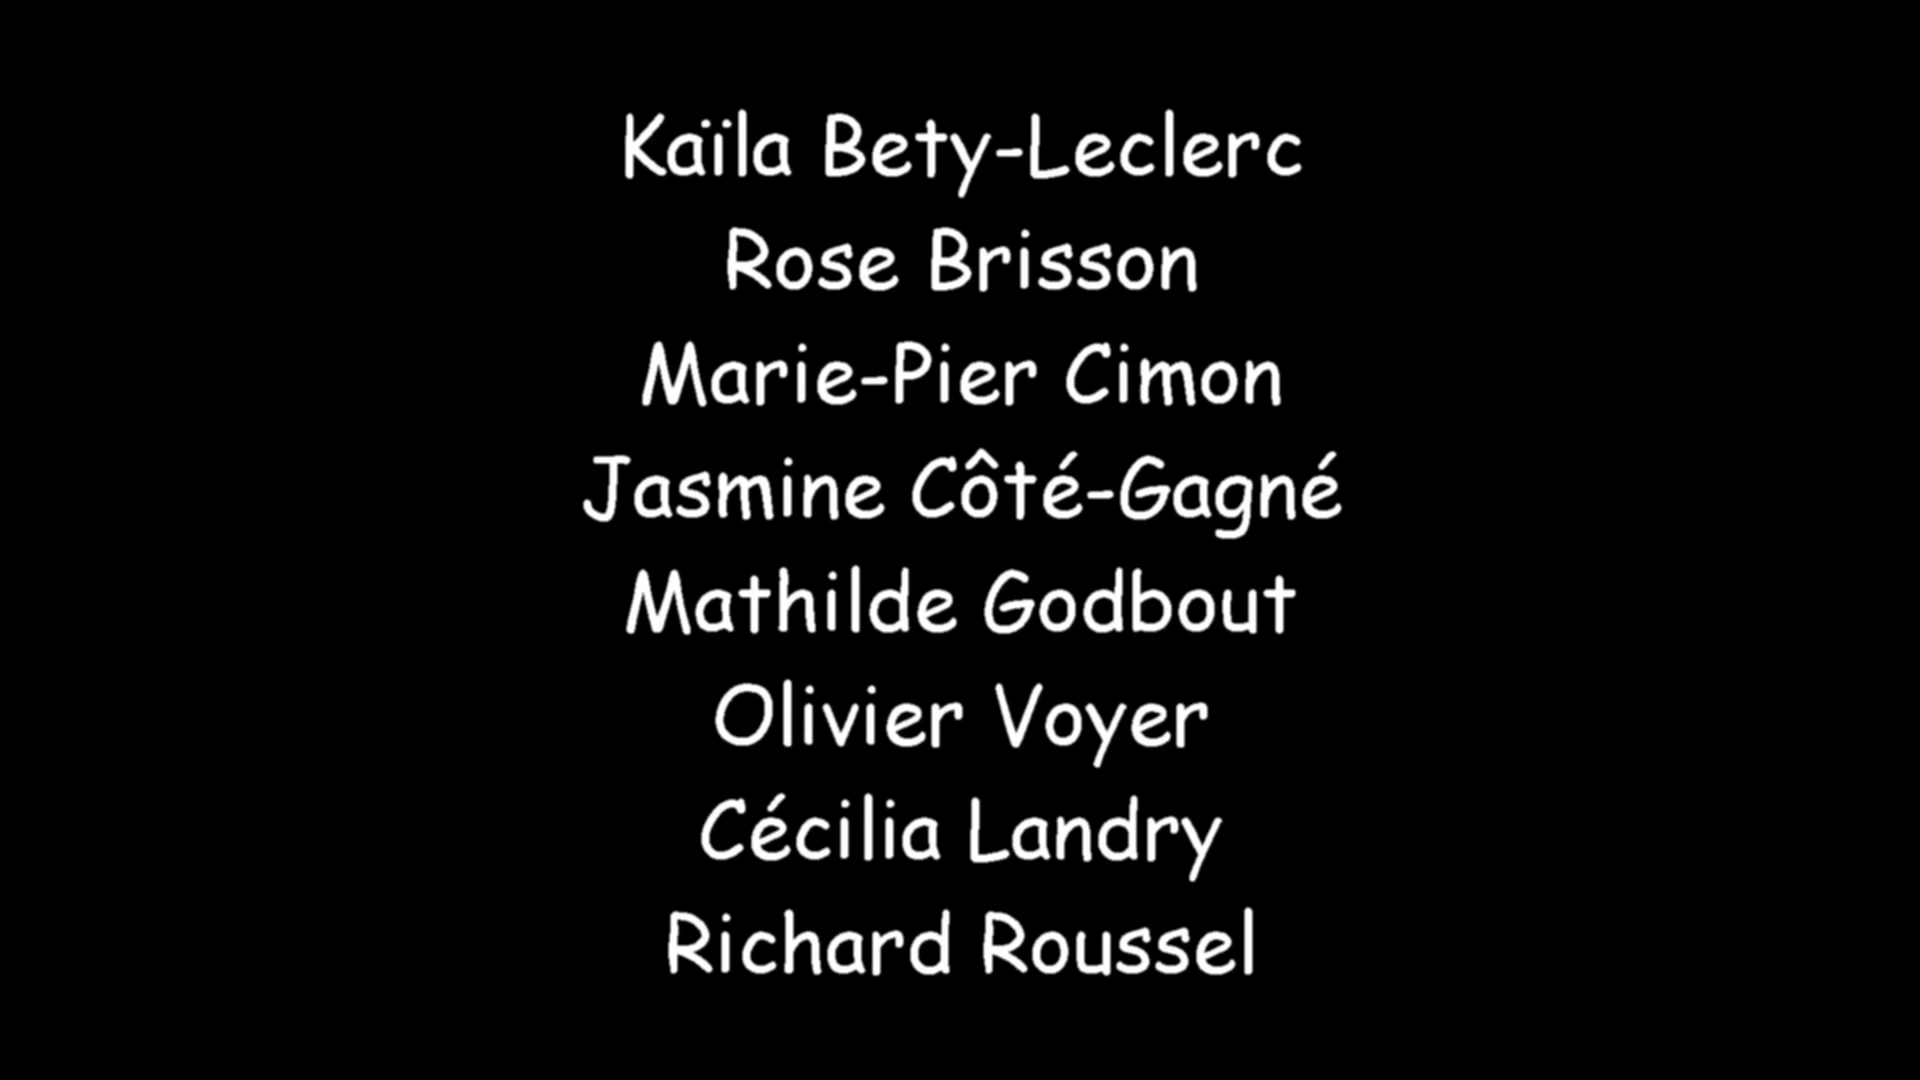 Kaïla Bety-Leclerc
Rose Brisson
Marie-Pier Cimon
Jasmine Côté-Gagné
Mathilde Godbout
Olivier Voyer
Cécilia Landry
Richard Roussel